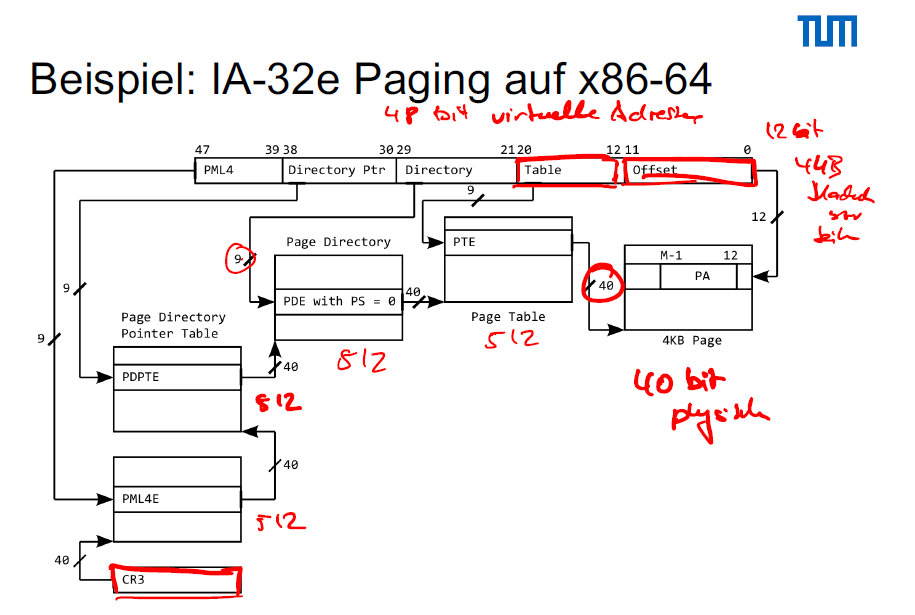 TUM
Beispiel: IA-32e Paging auf x86-64
48 bit virtuelle Adressen
12 bit
47 39 38 30 29 21 20 12 11 0
PML4 Directory Ptr Directory Table Offset
4KB
9
12
Page Directory
PTE
M-1 12
9
PA
40
40
9
PDE with PS = 0
Page Table
Page Directory
Pointer Table
512
4KB Page
9
512
40
40 bit
PDPTE
512
physisch
40
PML4E
512
40
CR3